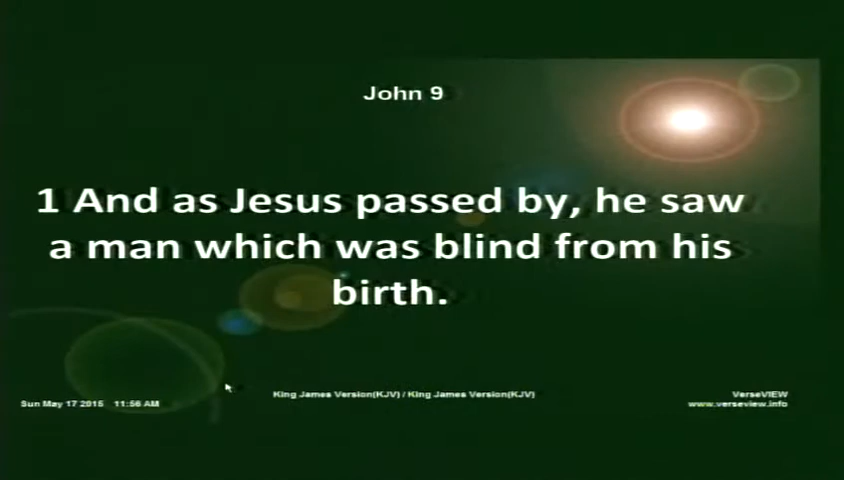 John 9
1 And as Jesus passed by, he saw
a man which was blind from his
birth.
King James Version(KJV) / King James Version(KJV)
VerseVIEW
Sun May 17 2015 11:56 AM
www.verseview.info